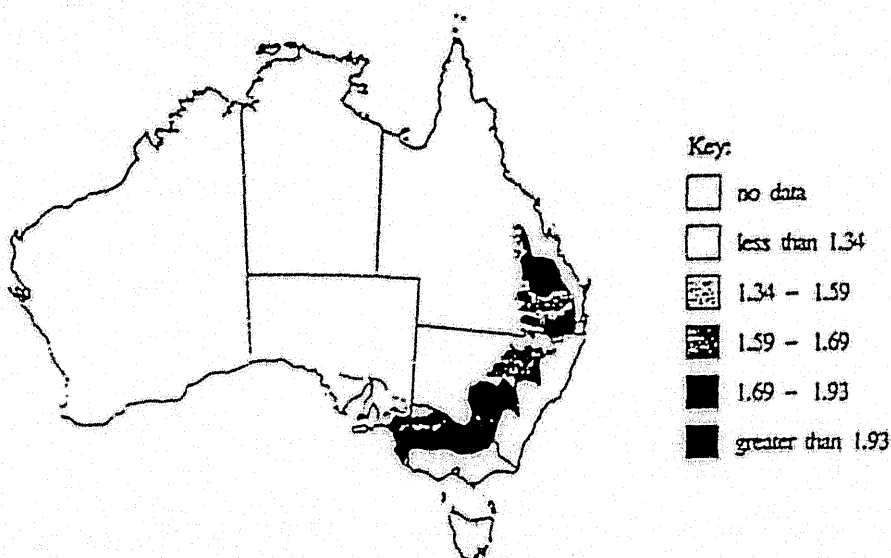 Key:
no data
less than 1.34
1.34 - 1.59
1.59 - 1.69
1.69 - 1.93
greater than 1.93